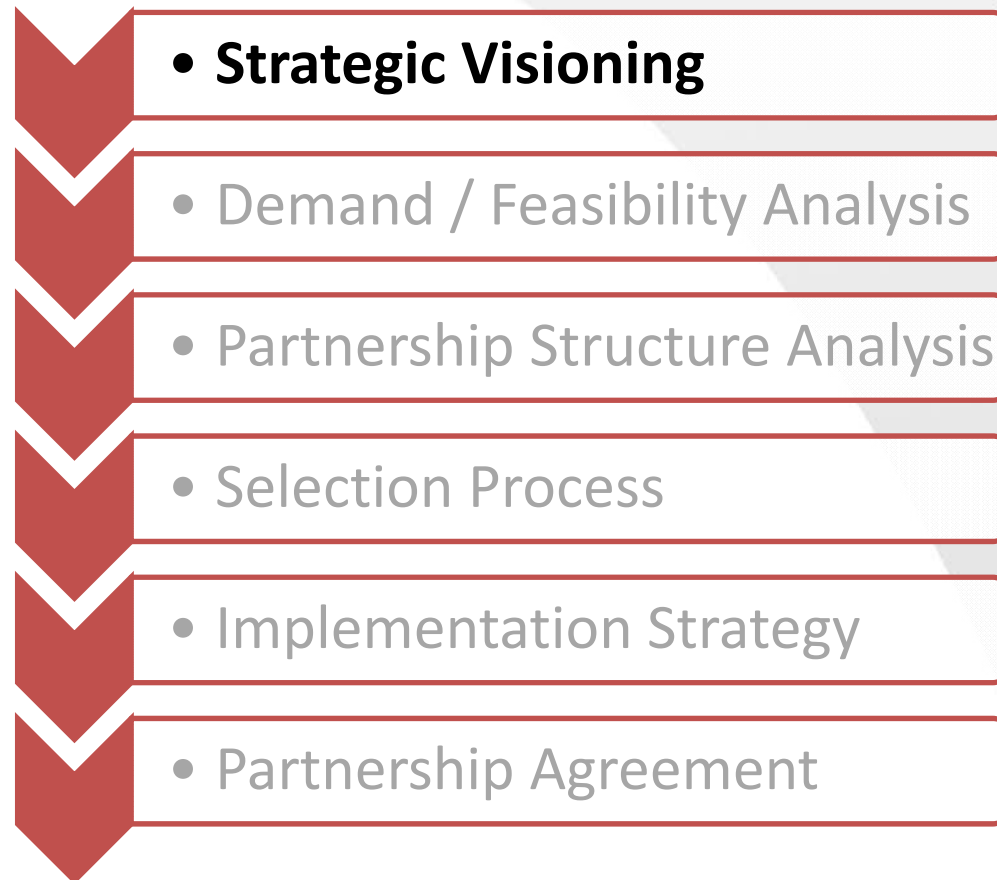 • Strategic Visioning
• Demand / Feasibility Analysis
• Partnership Structure Analysis
• Selection Process
• Implementation Strategy
• Partnership Agreement